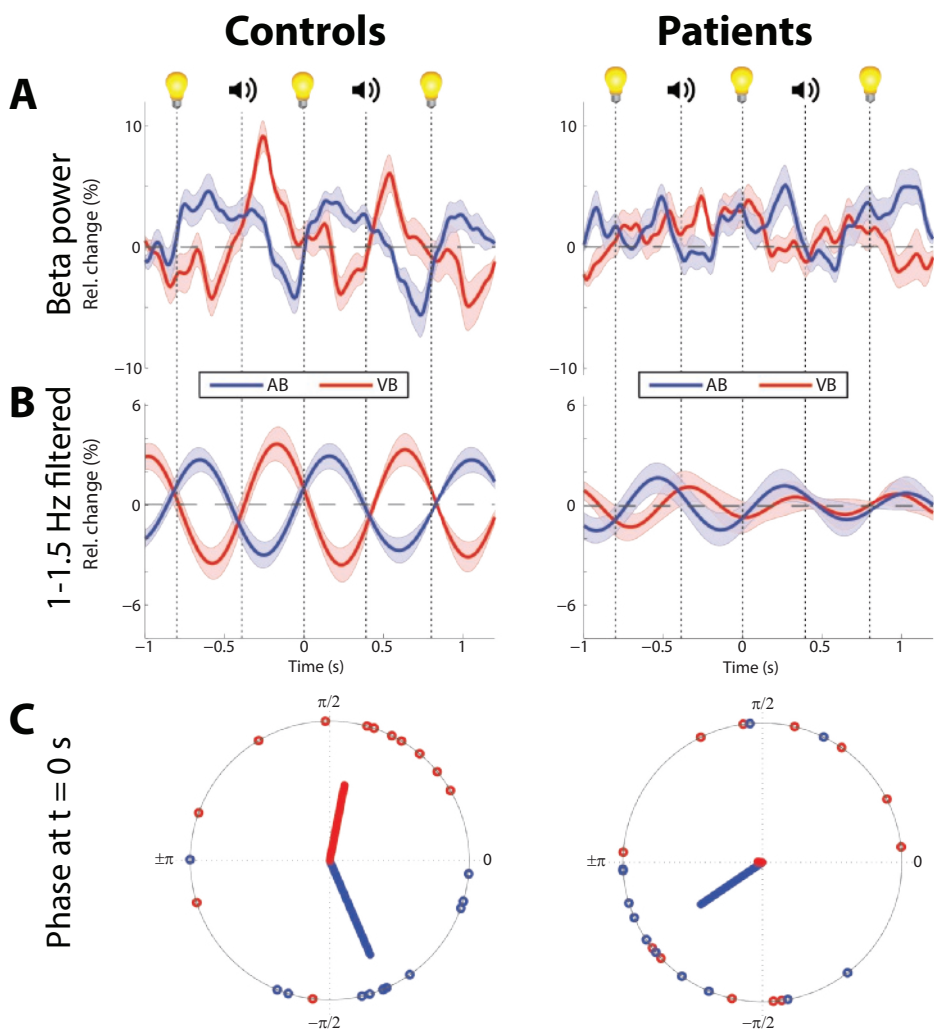 Controls
Patients
A
Beta power
Rel. change (%)
10
0
−10
10
0
−10
AB
VB
AB
VB
B
1-1.5 Hz filtered
Rel. change (%)
6
0
−6
6
0
−6
−1
−0.5
0
0.5
1
Time (s)
−1
−0.5
0
0.5
1
Time (s)
C
Phase at t = 0 s
π/2
±π
0
−π/2
π/2
±π
0
−π/2